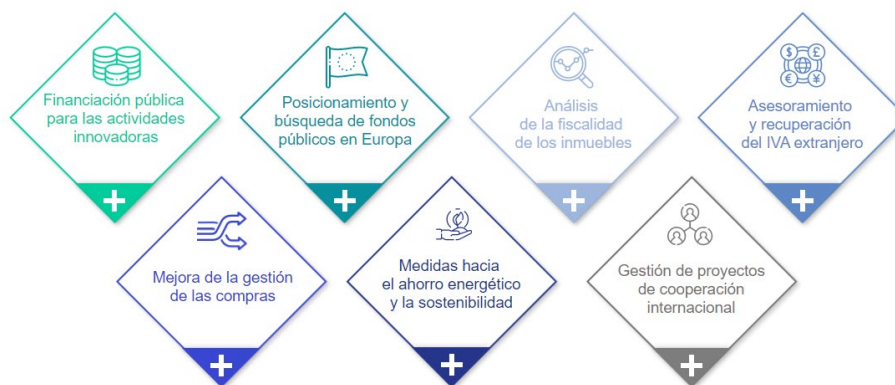 Financiación pública
para las actividades
innovadoras
Posicionamiento y
búsqueda de fondos
públicos en Europa
Análisis
de la fiscalidad
de los inmuebles
Asesoramiento
y recuperación
del IVA extranjero
Mejora de la gestión
de las compras
Medidas hacia
el ahorro energético
y la sostenibilidad
Gestión de proyectos
de cooperación
internacional